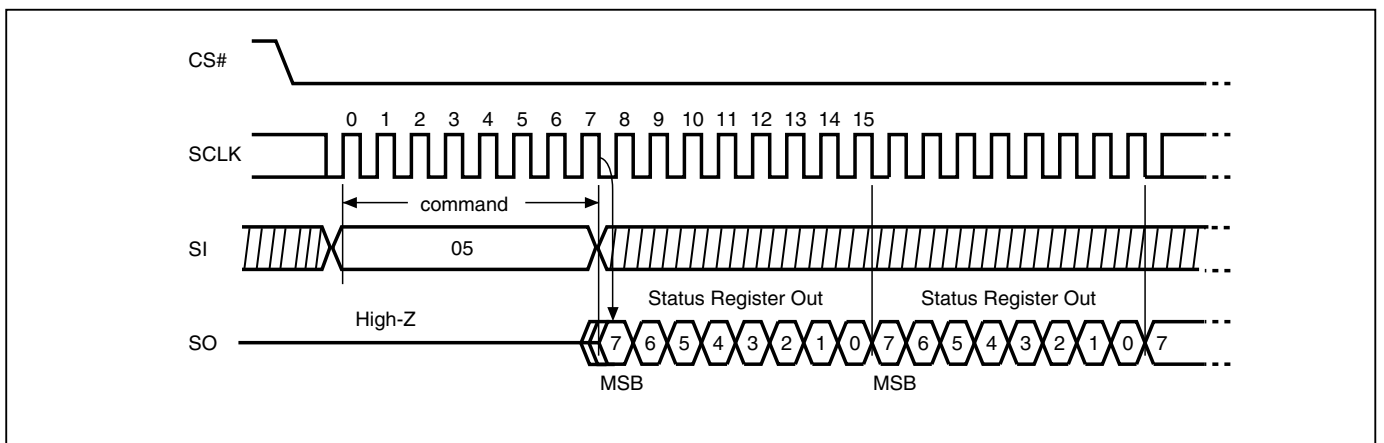 CS#
0 1 2 3 4 5 6 7 8 9 10 11 12 13 14 15
SCLK
command
SI 05
Status Register Out Status Register Out
High-Z
SO 7 6 5 4 3 2 1 0 7 6 5 4 3 2 1 0 7
MSB MSB